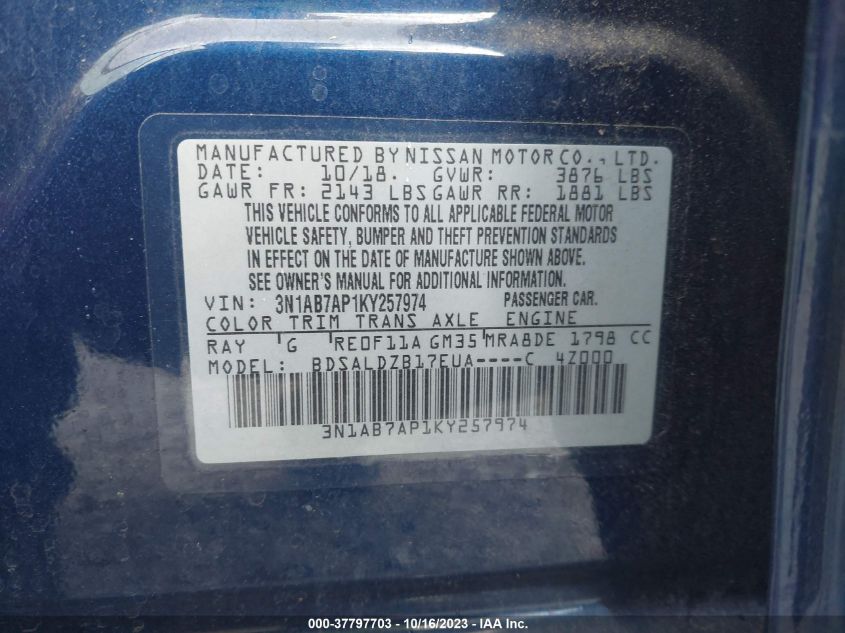 MANUFACTURED BY NISSAN MOTOR CO., LTD.
DATE: 10/18. GVWR: 3876 LBS
GAWR FR: 2143 LBS GAWR RR: 1881 LBS
THIS VEHICLE CONFORMS TO ALL APPLICABLE FEDERAL MOTOR
VEHICLE SAFETY, BUMPER AND THEFT PREVENTION STANDARDS
IN EFFECT ON THE DATE OF MANUFACTURE SHOWN ABOVE.
SEE OWNER'S MANUAL FOR ADDITIONAL INFORMATION.
VIN: 3N1AB7AP1KY257974 PASSENGER CAR.
COLOR TRIM TRANS AXLE ENGINE
RAY G RE0F11A GM35 MRA8DE 1798 CC
MODEL: BDSALDZB17EUA----C 4Z000
3N1AB7AP1KY257974
000-37797703 - 10/16/2023 - IAA Inc.